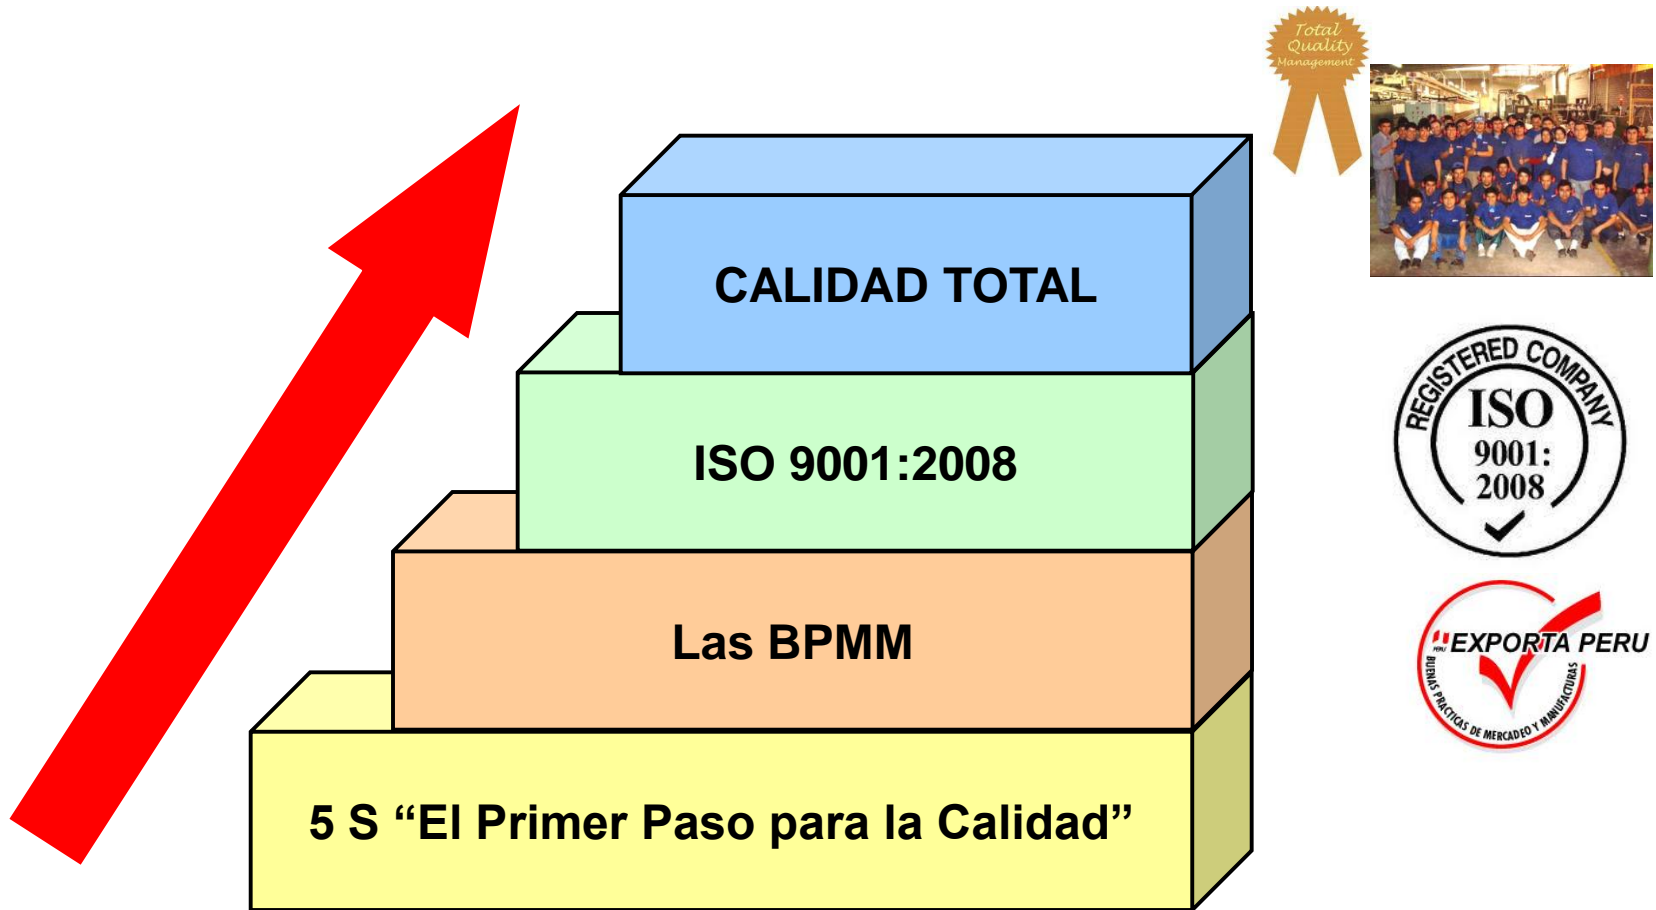 Total
Quality
Management
CALIDAD TOTAL
ISO 9001:2008
Las BPMM
5 S “El Primer Paso para la Calidad”
REGISTERED COMPANY
ISO
9001:
2008
PERU
EXPORTA PERU
BUENAS PRACTICAS DE MERCADEO Y MANUFACTURAS